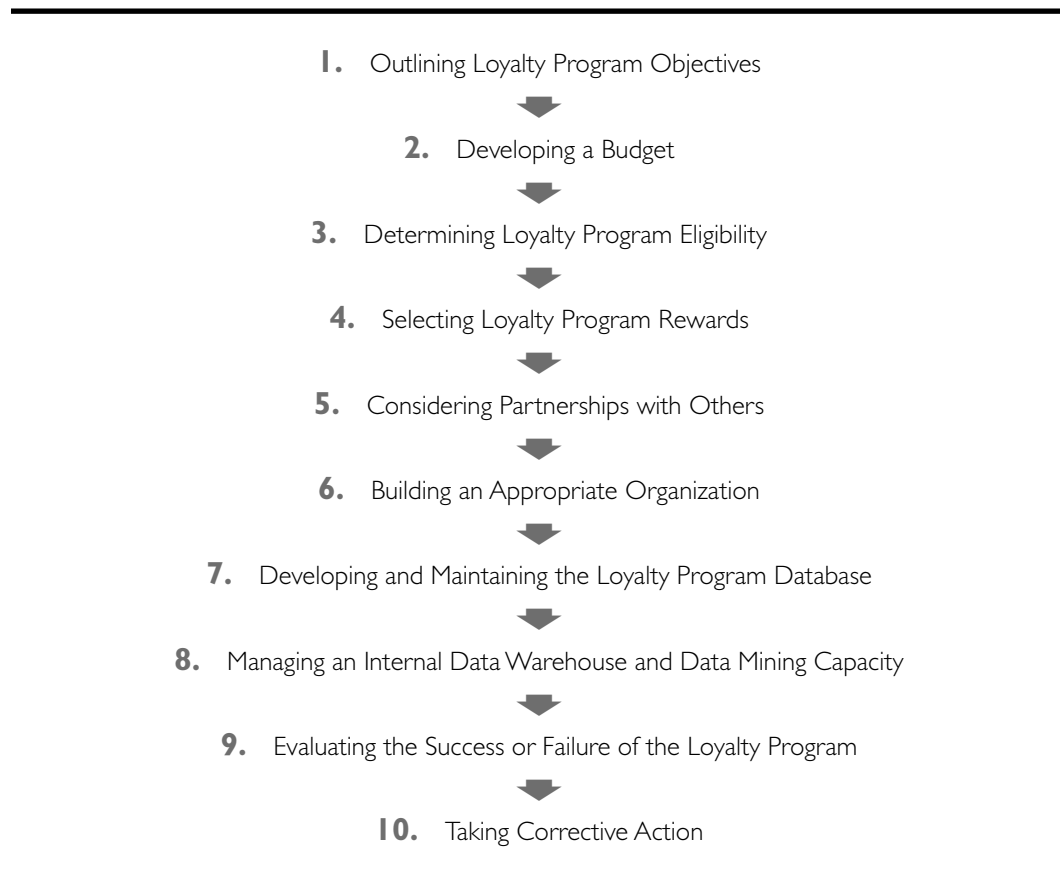 1. Outlining Loyalty Program Objectives
2. Developing a Budget
3. Determining Loyalty Program Eligibility
4. Selecting Loyalty Program Rewards
5. Considering Partnerships with Others
6. Building an Appropriate Organization
7. Developing and Maintaining the Loyalty Program Database
8. Managing an Internal Data Warehouse and Data Mining Capacity
9. Evaluating the Success or Failure of the Loyalty Program
10. Taking Corrective Action